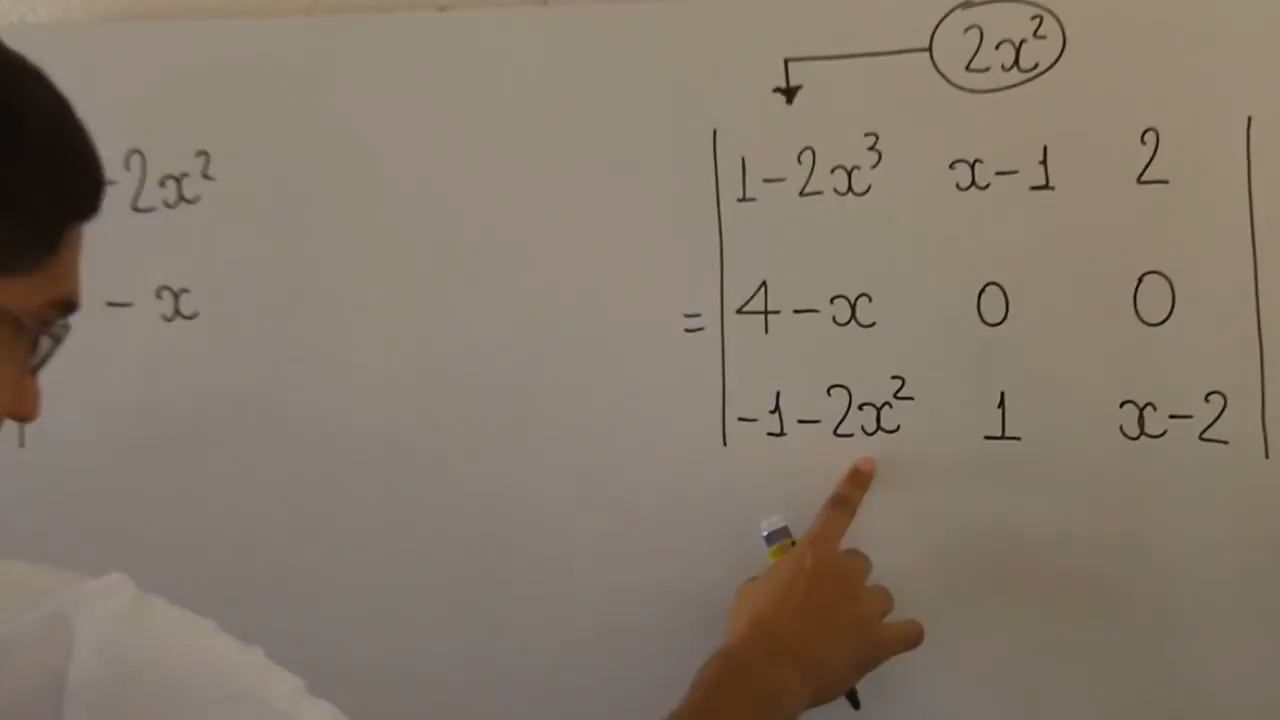 2x²
-2x²
- x
1-2x³ x-1 2
= 4-x 0 0
-1-2x² 1 x-2